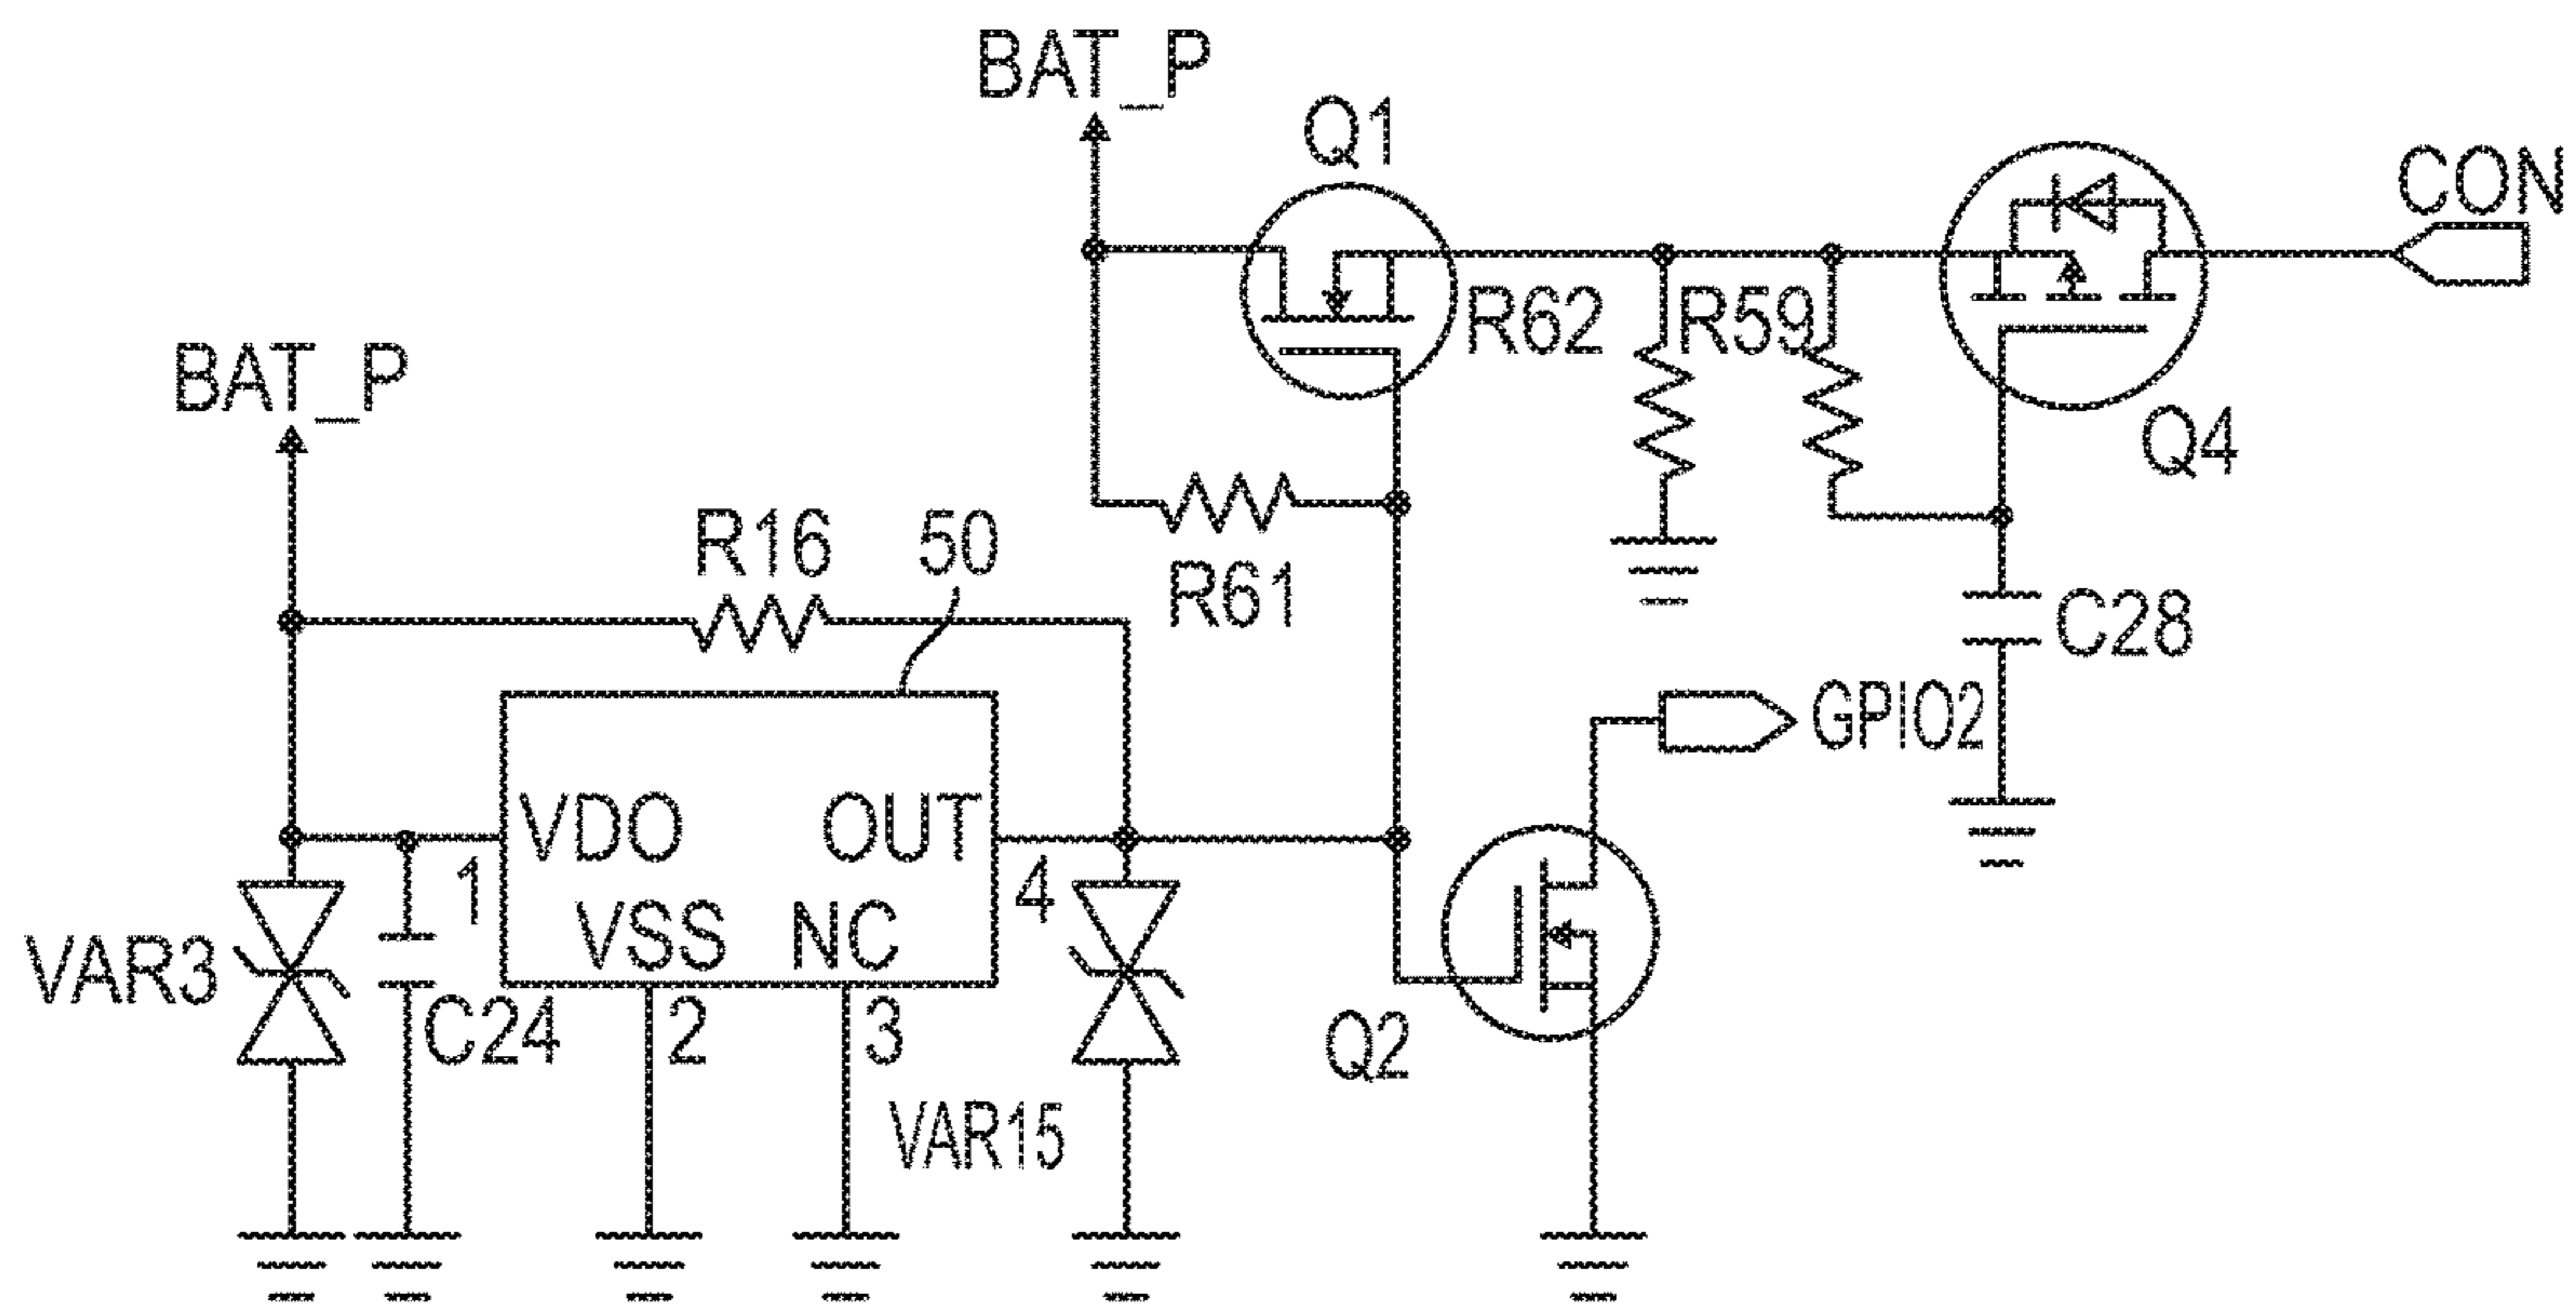 BAT_P
Q1
CON
BAT_P
R62
R59
Q4
R16
50
R61
C28
GPIO2
VDO
OUT
1
4
VSS
NC
VAR3
C24
2
3
Q2
VAR15